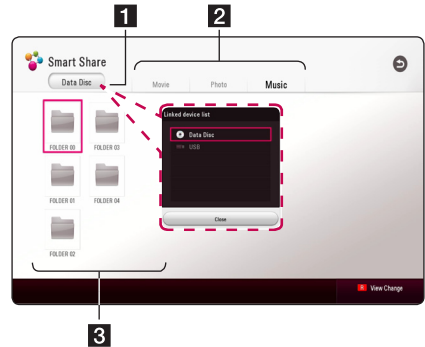 1
2
Smart Share
Data Disc
Movie
Photo
Music
Linked device list
Data Disc
USB
Close
FOLDER 00
FOLDER 03
FOLDER 01
FOLDER 04
FOLDER 02
View Change
3